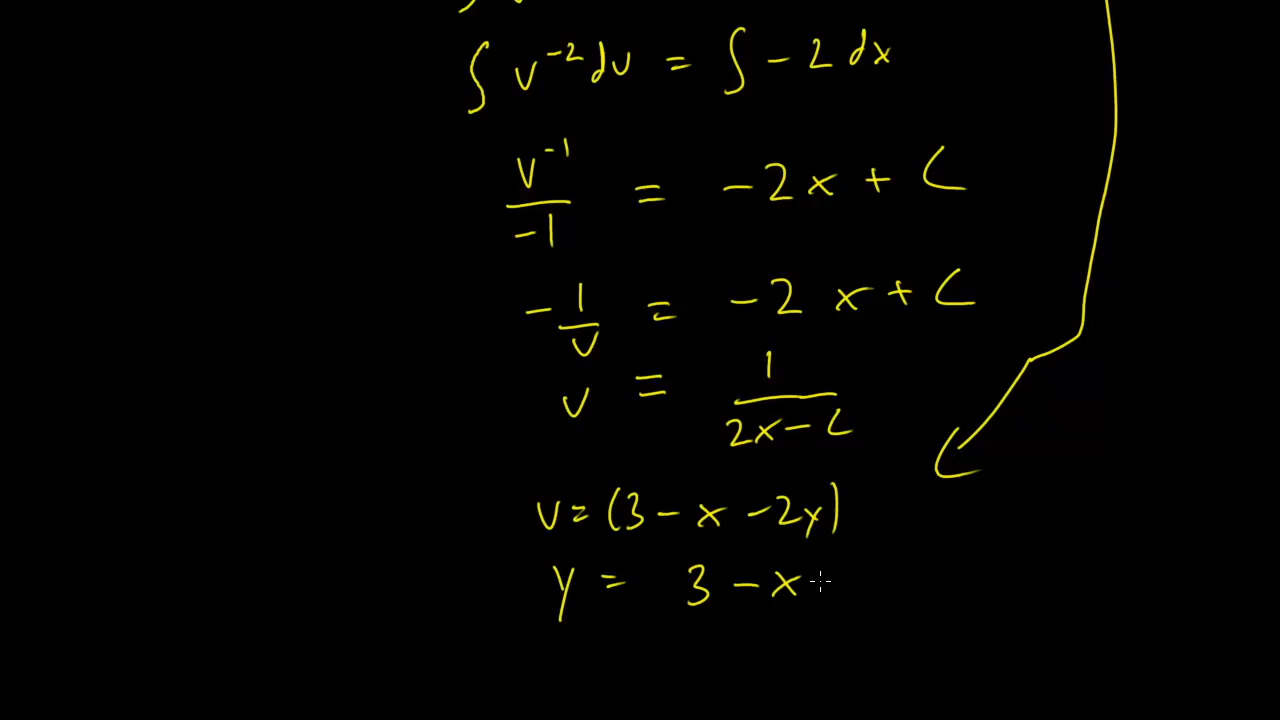 ∫ v⁻² dv = ∫ -2 dx
v⁻¹/-1 = -2x + C
-1/v = -2x + C
v = 1/(2x - C)
v = (3 - x - 2y)
y = 3 - x